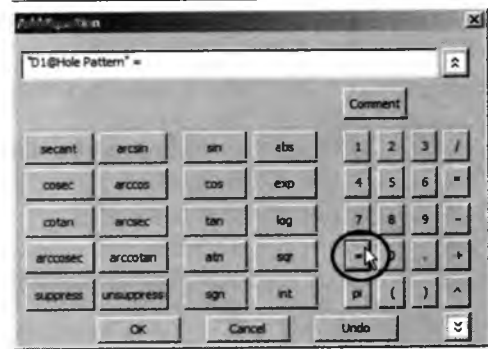 "D1@Hole Pattern" =
Comment
secant arcsin sin abs 1 2 3 /
cosec arccos cos exp 4 5 6
cotan arcsec tan log 7 8 9 -
arccosec arccotan atn sqr = . +
suppress unsuppress sgn int pi ( ) ^
OK Cancel Undo